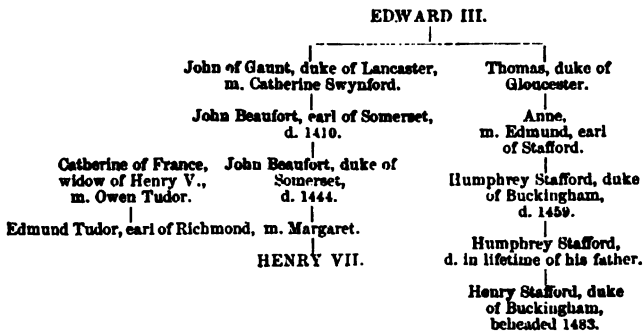 EDWARD III.
John of Gaunt, duke of Lancaster,
m. Catherine Swynford.
Thomas, duke of
Gloucester.
John Beaufort, earl of Somerset,
d. 1410.
Anne,
m. Edmund, earl
of Stafford.
Catherine of France,
widow of Henry V.,
m. Owen Tudor.
John Beaufort, duke of
Somerset,
d. 1444.
Humphrey Stafford, duke
of Buckingham,
d. 1459.
Edmund Tudor, earl of Richmond, m. Margaret.
HENRY VII.
Humphrey Stafford,
d. in lifetime of his father.
Henry Stafford, duke
of Buckingham,
beheaded 1483.